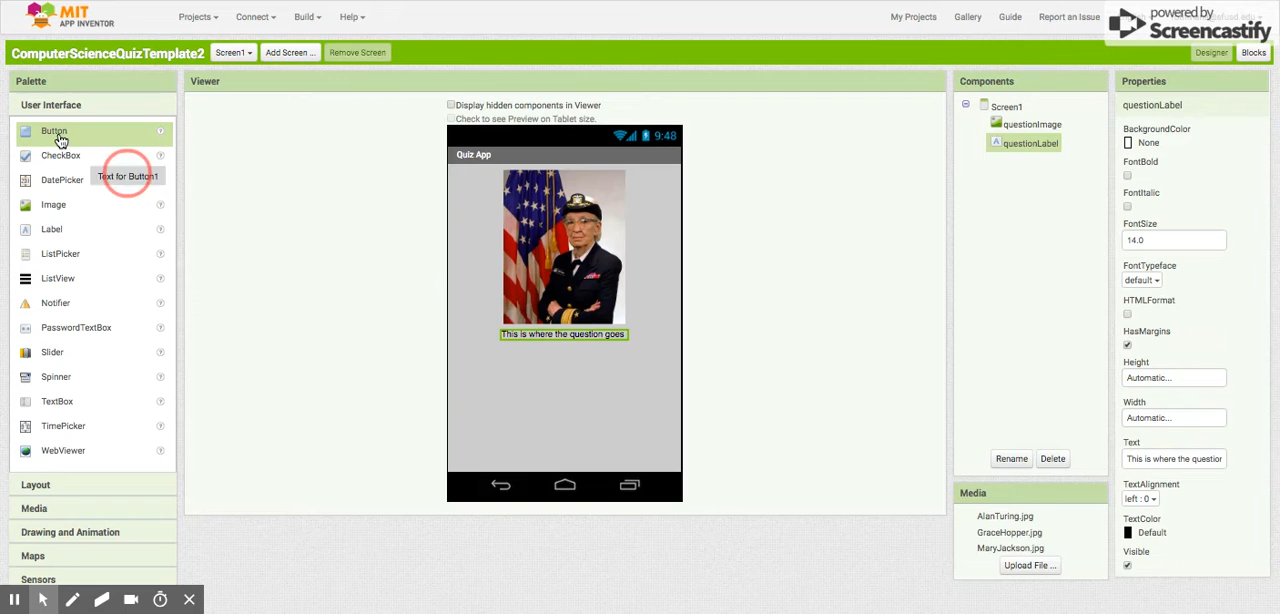 MIT
APP INVENTOR
Projects
Connect
Build
Help
My Projects
Gallery
Guide
Report an Issue
powered by
Screencastify
ComputerScienceQuizTemplate2
Screen1
Add Screen ...
Remove Screen
Designer
Blocks
Palette
User Interface
Button
CheckBox
DatePicker
Text for Button1
Image
Label
ListPicker
ListView
Notifier
PasswordTextBox
Slider
Spinner
TextBox
TimePicker
WebViewer
Layout
Media
Drawing and Animation
Maps
Sensors
Viewer
Display hidden components in Viewer
Check to see Preview on Tablet size.
9:48
Quiz App
This is where the question goes
Components
Screen1
questionImage
questionLabel
Rename
Delete
Media
AlanTuring.jpg
GraceHopper.jpg
MaryJackson.jpg
Upload File ...
Properties
questionLabel
BackgroundColor
None
FontBold
FontItalic
FontSize
14.0
FontTypeface
default
HTMLFormat
HasMargins
Height
Automatic...
Width
Automatic...
Text
This is where the question
TextAlignment
left : 0
TextColor
Default
Visible